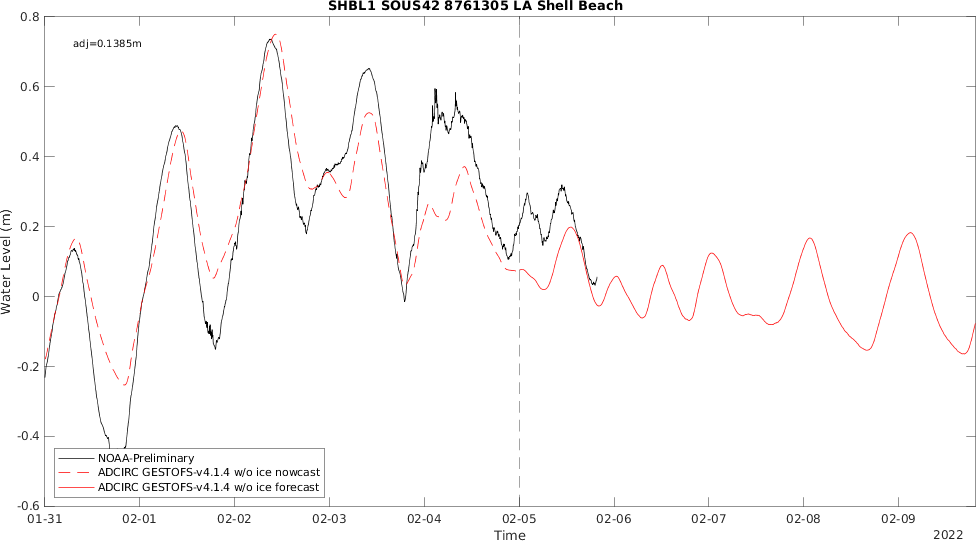 SHBL1 SOUS42 8761305 LA Shell Beach
adj=0.1385m
0.8
0.6
0.4
0.2
0
-0.2
-0.4
-0.6
Water Level (m)
NOAA-Preliminary
ADCIRC GESTOFS-v4.1.4 w/o ice nowcast
ADCIRC GESTOFS-v4.1.4 w/o ice forecast
01-31 02-01 02-02 02-03 02-04 02-05 02-06 02-07 02-08 02-09
Time
2022